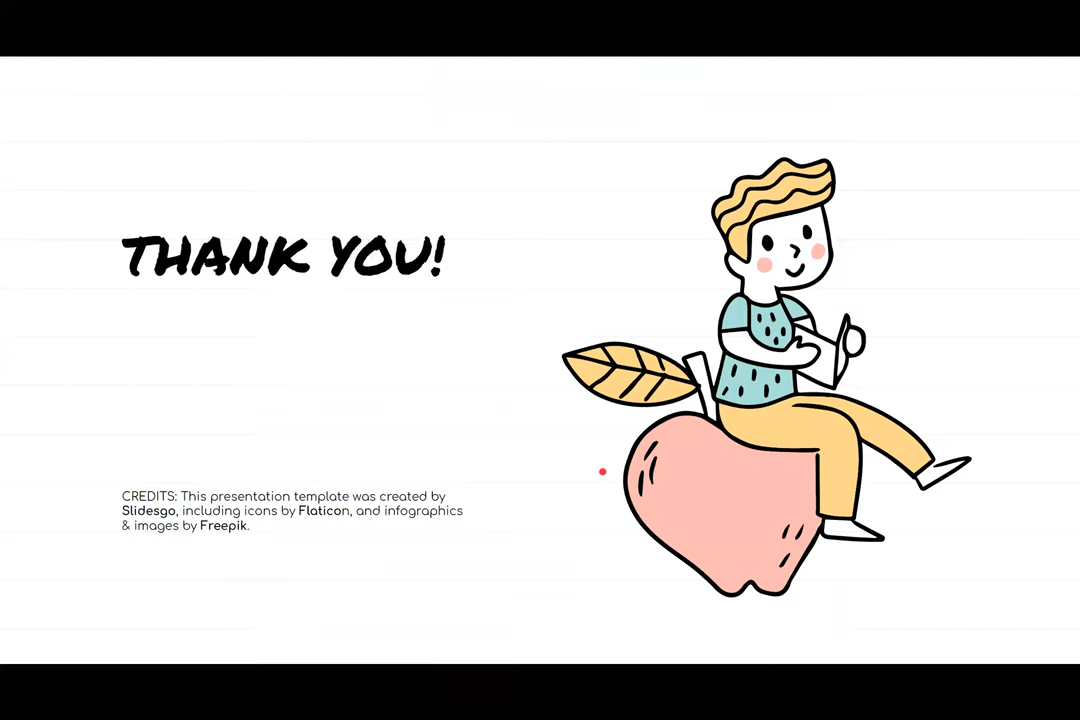 THANK YOU!
CREDITS: This presentation template was created by
Slidesgo, including icons by Flaticon, and infographics
& images by Freepik.